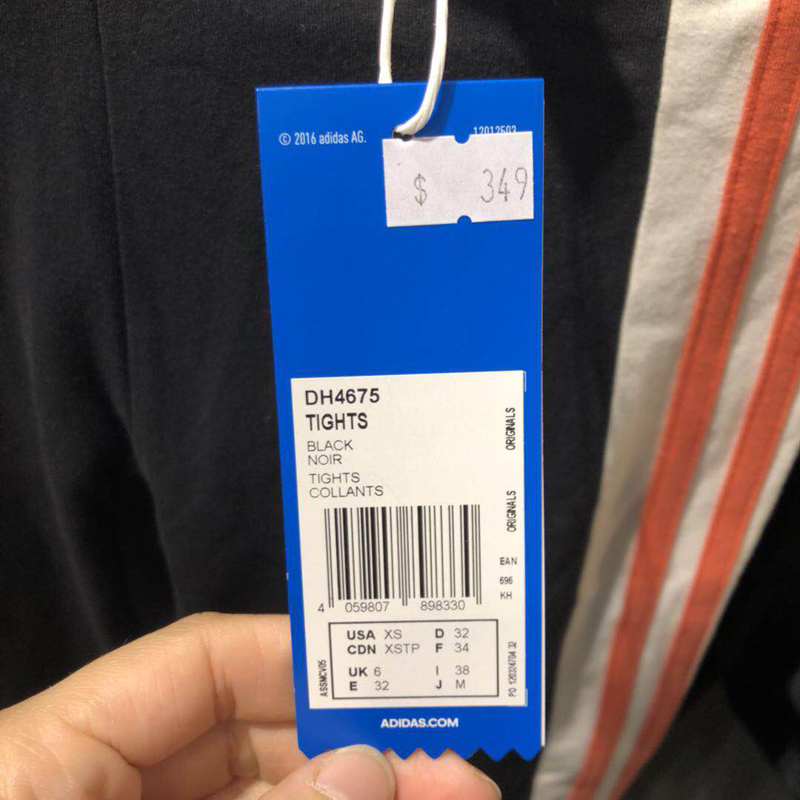 © 2016 adidas AG.
12012503
$ 349
DH4675
TIGHTS
BLACK
NOIR
TIGHTS
COLLANTS
ORIGINALS
ORIGINALS
EAN
696
KH
4 059807 898330
USA XS D 32
CDN XSTP F 34
UK 6 I 38
E 32 J M
ASSMCV05
ADIDAS.COM